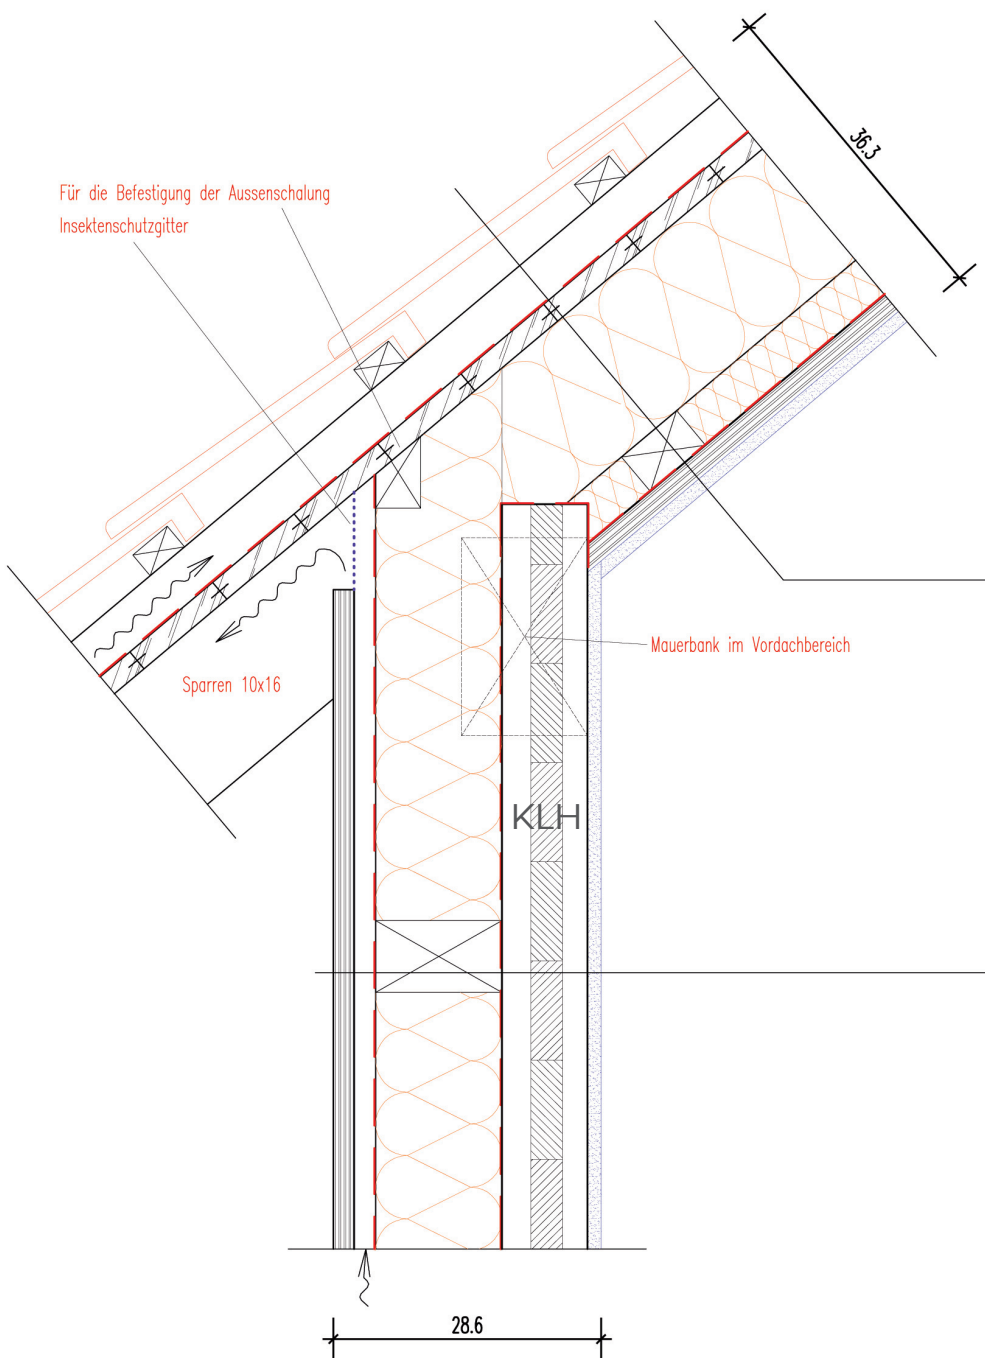 36.3
Für die Befestigung der Aussenschalung
Insektenschutzgitter
Mauerbank im Vordachbereich
Sparren 10x16
KLH
28.6